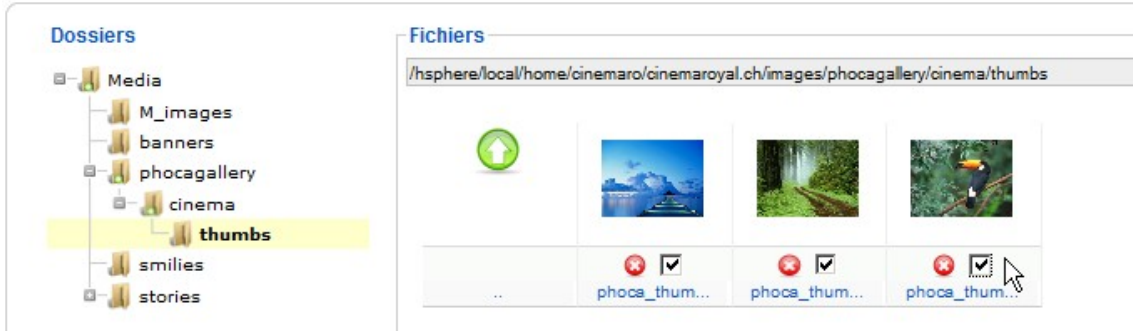 Dossiers
Media
M_images
banners
phocagallery
cinema
thumbs
smilies
stories
Fichiers
/hsphere/local/home/cinemaro/cinemaroyal.ch/images/phocagallery/cinema/thumbs
..
phoca_thum...
phoca_thum...
phoca_thum...